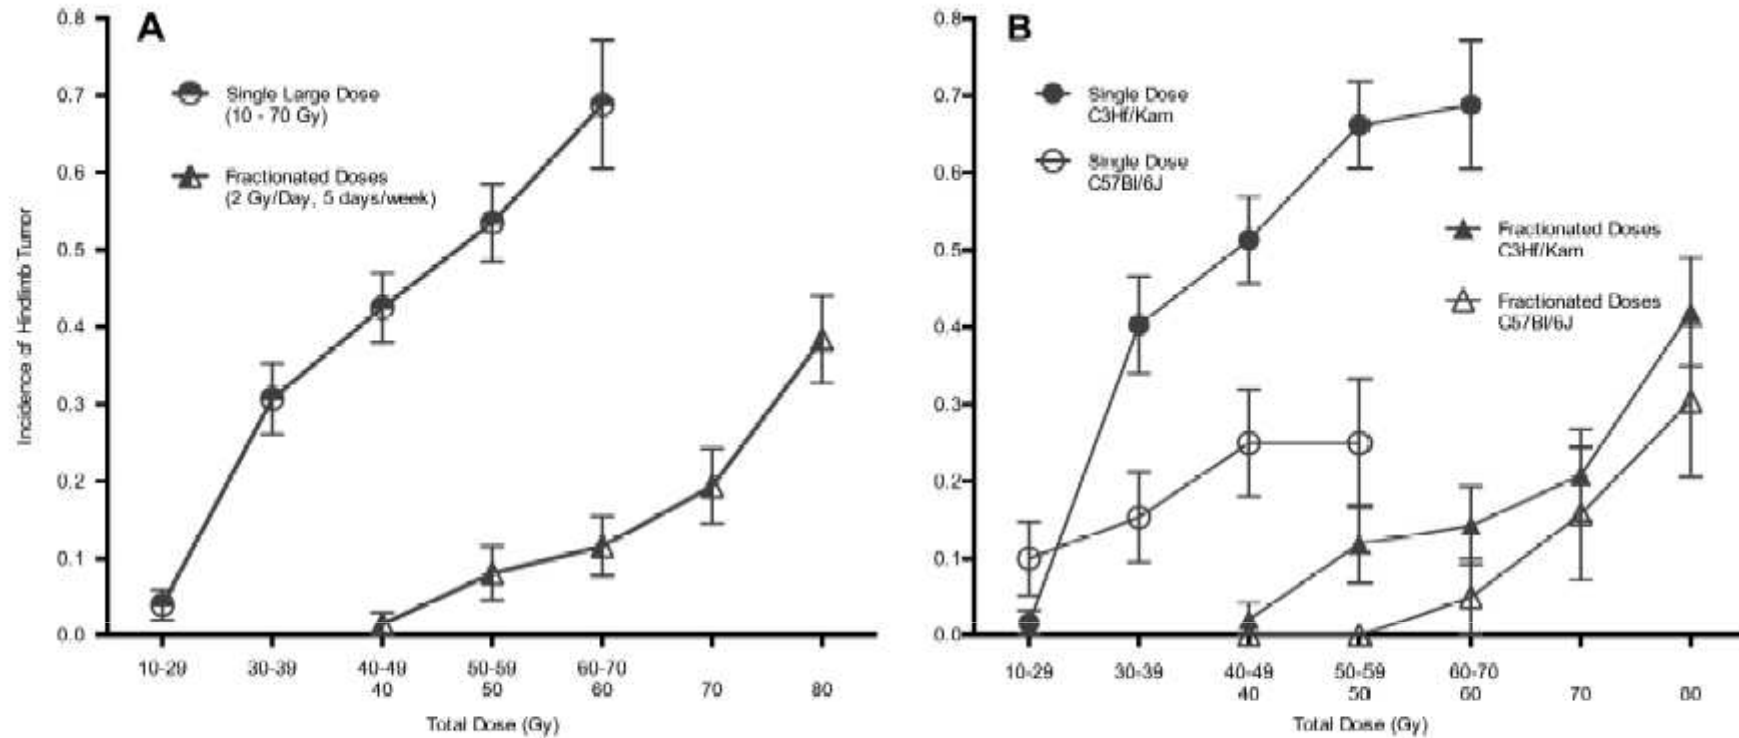 A
0.8
0.7
0.6
0.5
0.4
0.3
0.2
0.1
0.0
Incidence of Hindlimb Tumor
Single Large Dose
(10 - 70 Gy)
Fractionated Doses
(2 Gy/Day, 5 days/week)
10-29 30-39 40-49 50-59 60-70
40 50 60 70 80
Total Dose (Gy)
B
0.8
0.7
0.6
0.5
0.4
0.3
0.2
0.1
0.0
Single Dose
C3Hf/Kam
Single Dose
C57Bl/6J
Fractionated Doses
C3Hf/Kam
Fractionated Doses
C57Bl/6J
10-29 30-39 40-49 50-59 60-70
40 50 60 70 80
Total Dose (Gy)